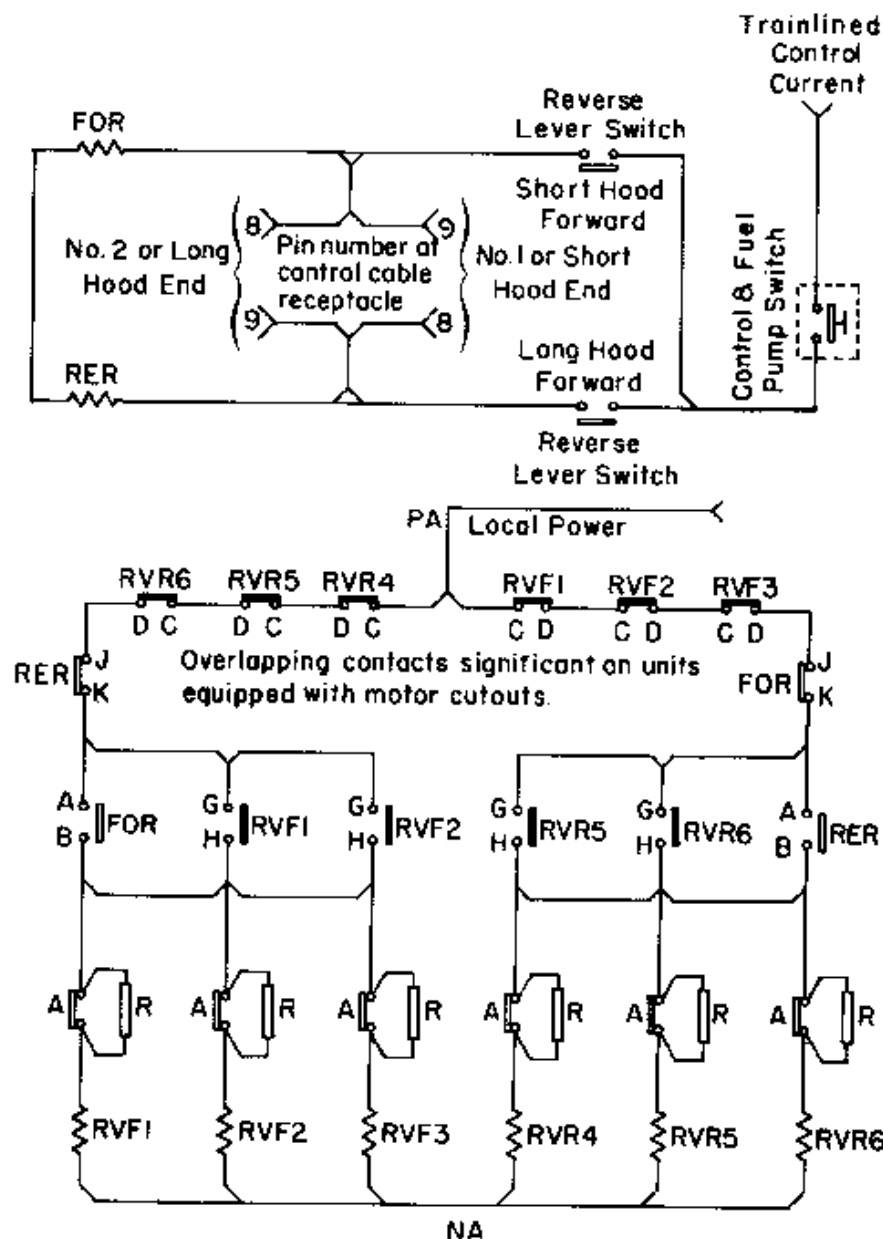 Trainlined
Control
Current
FOR
Reverse
Lever Switch
Short Hood
Forward
8
9
No. 2 or Long
Hood End
Pin number at
control cable
receptacle
No. 1 or Short
Hood End
9
8
Control & Fuel
Pump Switch
H
RER
Long Hood
Forward
Reverse
Lever Switch
PA
Local Power
RVR6
RVR5
RVR4
RVF1
RVF2
RVF3
D C
D C
D C
C D
C D
C D
RER
J
K
Overlapping contacts significant on units
equipped with motor cutouts.
FOR
J
K
A
B
FOR
G
H
RVF1
G
H
RVF2
G
H
RVR5
G
H
RVR6
A
B
RER
A
R
A
R
A
R
A
R
A
R
A
R
RVF1
RVF2
RVF3
RVR4
RVR5
RVR6
NA